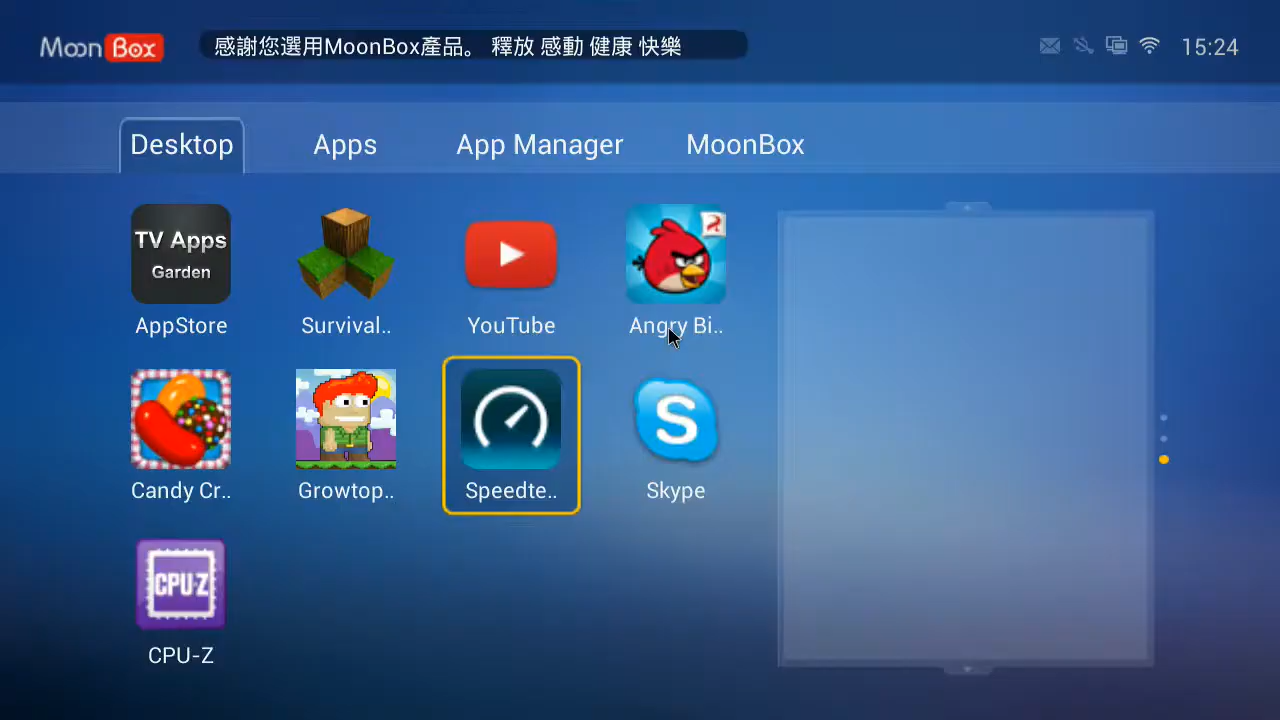 Moon Box
感謝您選用MoonBox產品。 釋放 感動 健康 快樂
15:24
Desktop
Apps
App Manager
MoonBox
TV Apps
Garden
AppStore
Survival..
YouTube
Angry Bi..
Candy Cr..
Growtop..
Speedte..
S
Skype
CPU-Z
CPU-Z